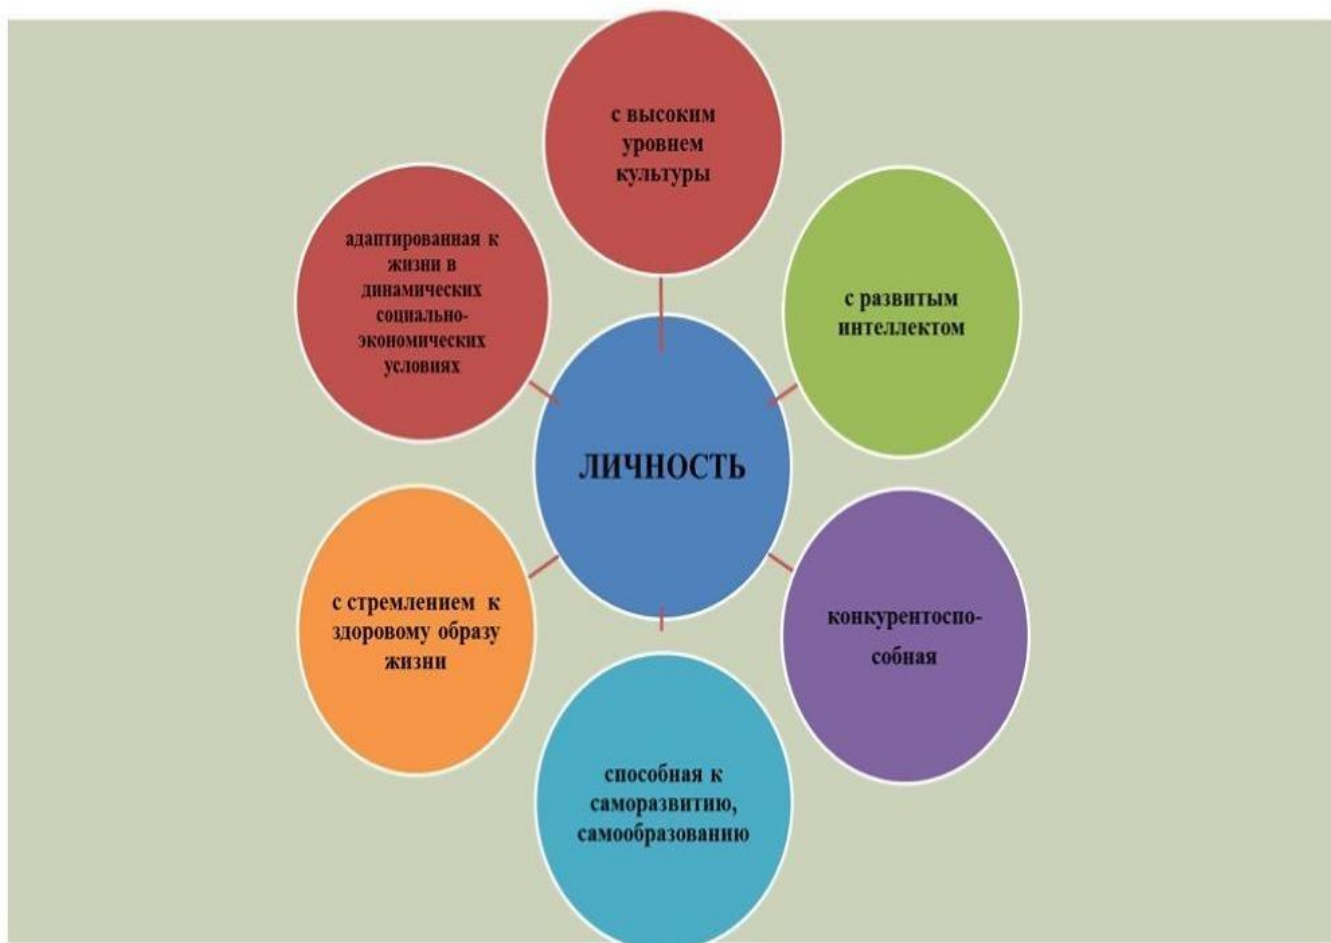 с высоким
уровнем
культуры
с развитым
интеллектом
конкурентоспо-
собная
способная к
саморазвитию,
самообразованию
с стремлением к
здоровому образу
жизни
адаптированная к
жизни в
динамических
социально-
экономических
условиях
ЛИЧНОСТЬ